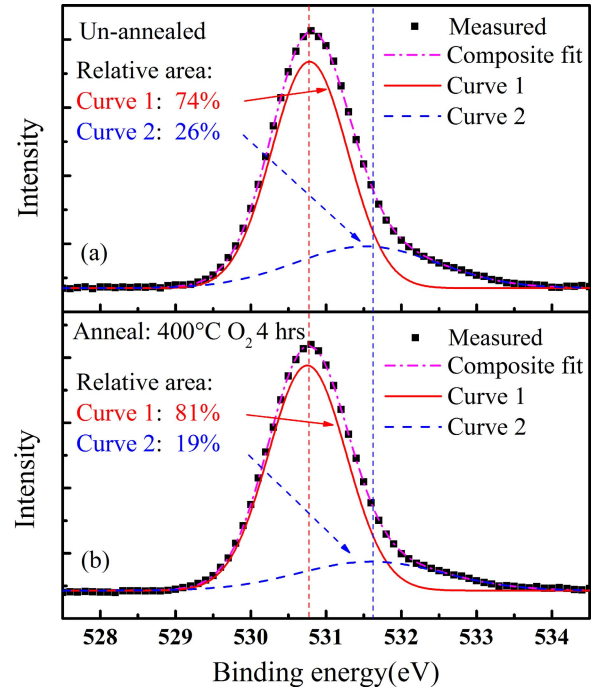 Un-annealed
Relative area:
Curve 1: 74%
Curve 2: 26%
Measured
Composite fit
Curve 1
Curve 2
Intensity
(a)
Anneal: 400°C O₂ 4 hrs
Relative area:
Curve 1: 81%
Curve 2: 19%
Measured
Composite fit
Curve 1
Curve 2
Intensity
(b)
528 529 530 531 532 533 534
Binding energy(eV)